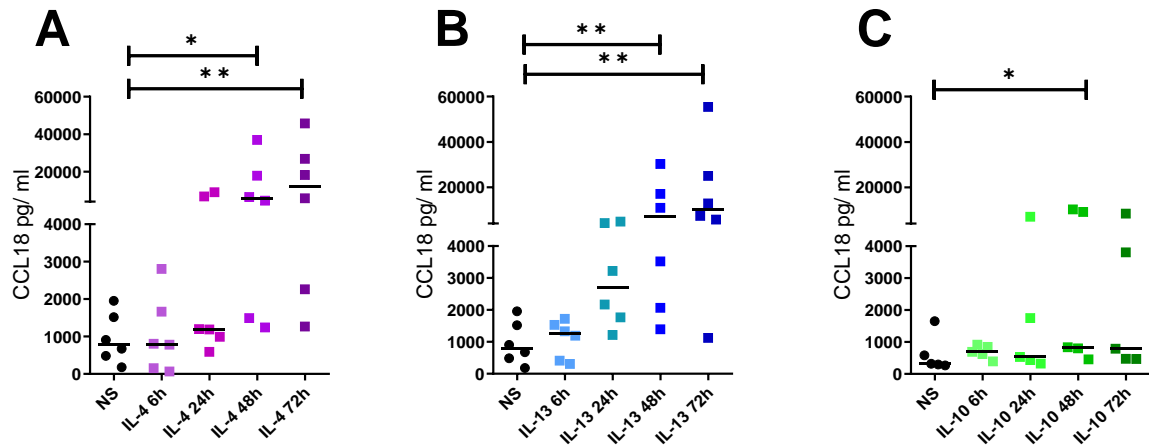 A
B
C
*
**
**
**
*
CCL18 pg/ ml
60000
40000
20000
4000
3000
2000
1000
0
NS
IL-4 6h
IL-4 24h
IL-4 48h
IL-4 72h
CCL18 pg/ ml
60000
40000
20000
4000
3000
2000
1000
0
NS
IL-13 6h
IL-13 24h
IL-13 48h
IL-13 72h
CCL18 pg/ ml
60000
40000
20000
4000
3000
2000
1000
0
NS
IL-10 6h
IL-10 24h
IL-10 48h
IL-10 72h